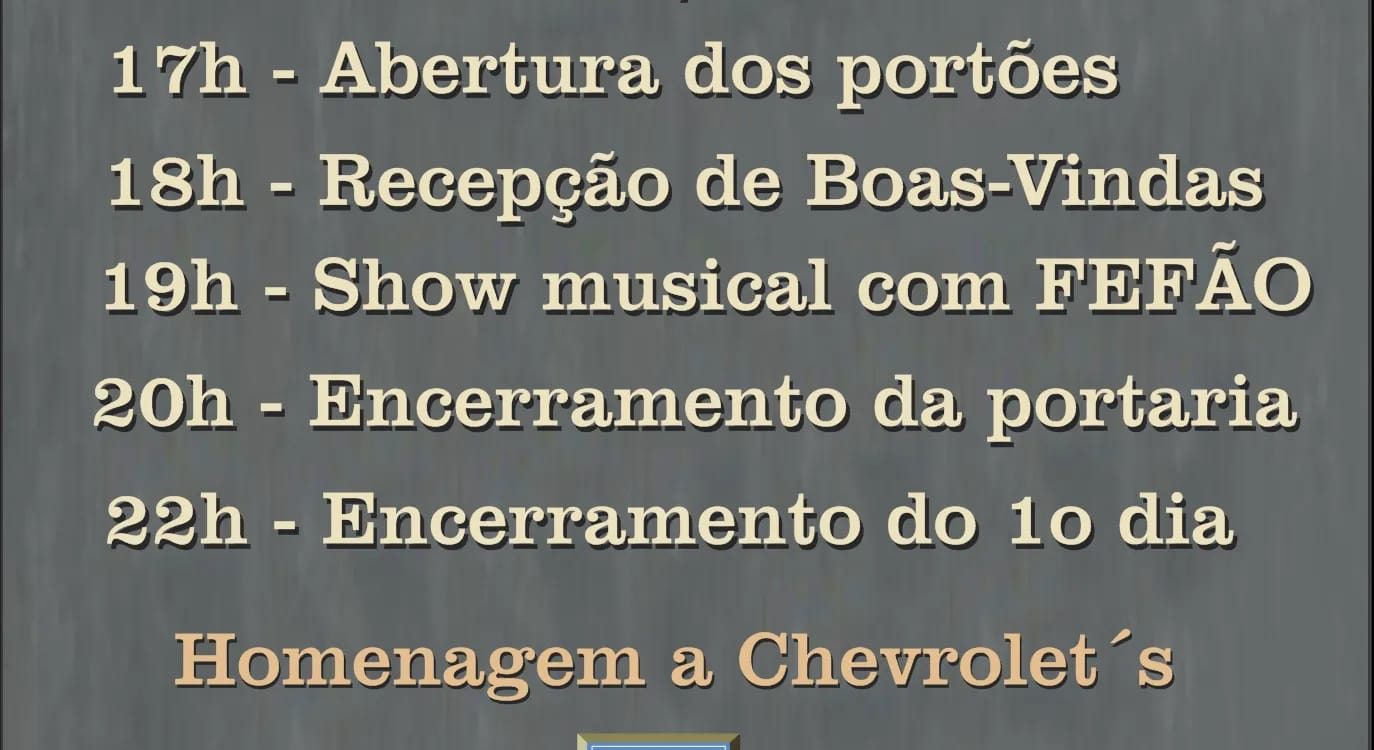 17h - Abertura dos portões
18h - Recepção de Boas-Vindas
19h - Show musical com FEFÃO
20h - Encerramento da portaria
22h - Encerramento do 1o dia
Homenagem a Chevrolet´s